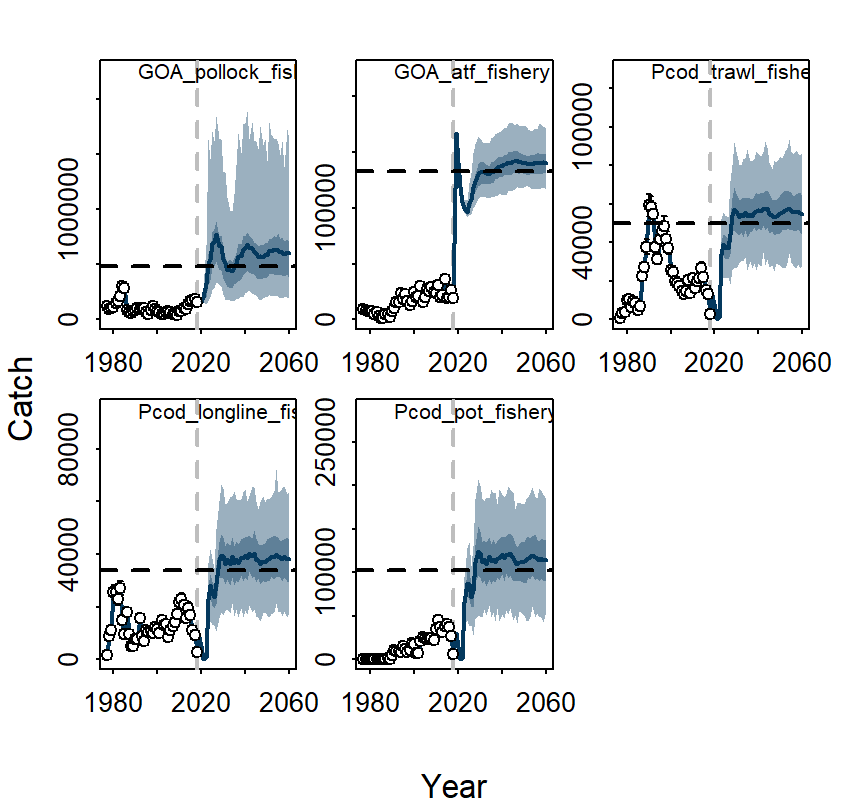 GOA_pollock_fish
GOA_atf_fishery
Pcod_trawl_fishe
0
1000000
0
100000
0
40000
100000
1980 2020 2060
1980 2020 2060
1980 2020 2060
Catch
Pcod_longline_fis
Pcod_pot_fishery
0
40000
80000
0
100000
250000
1980 2020 2060
1980 2020 2060
Year